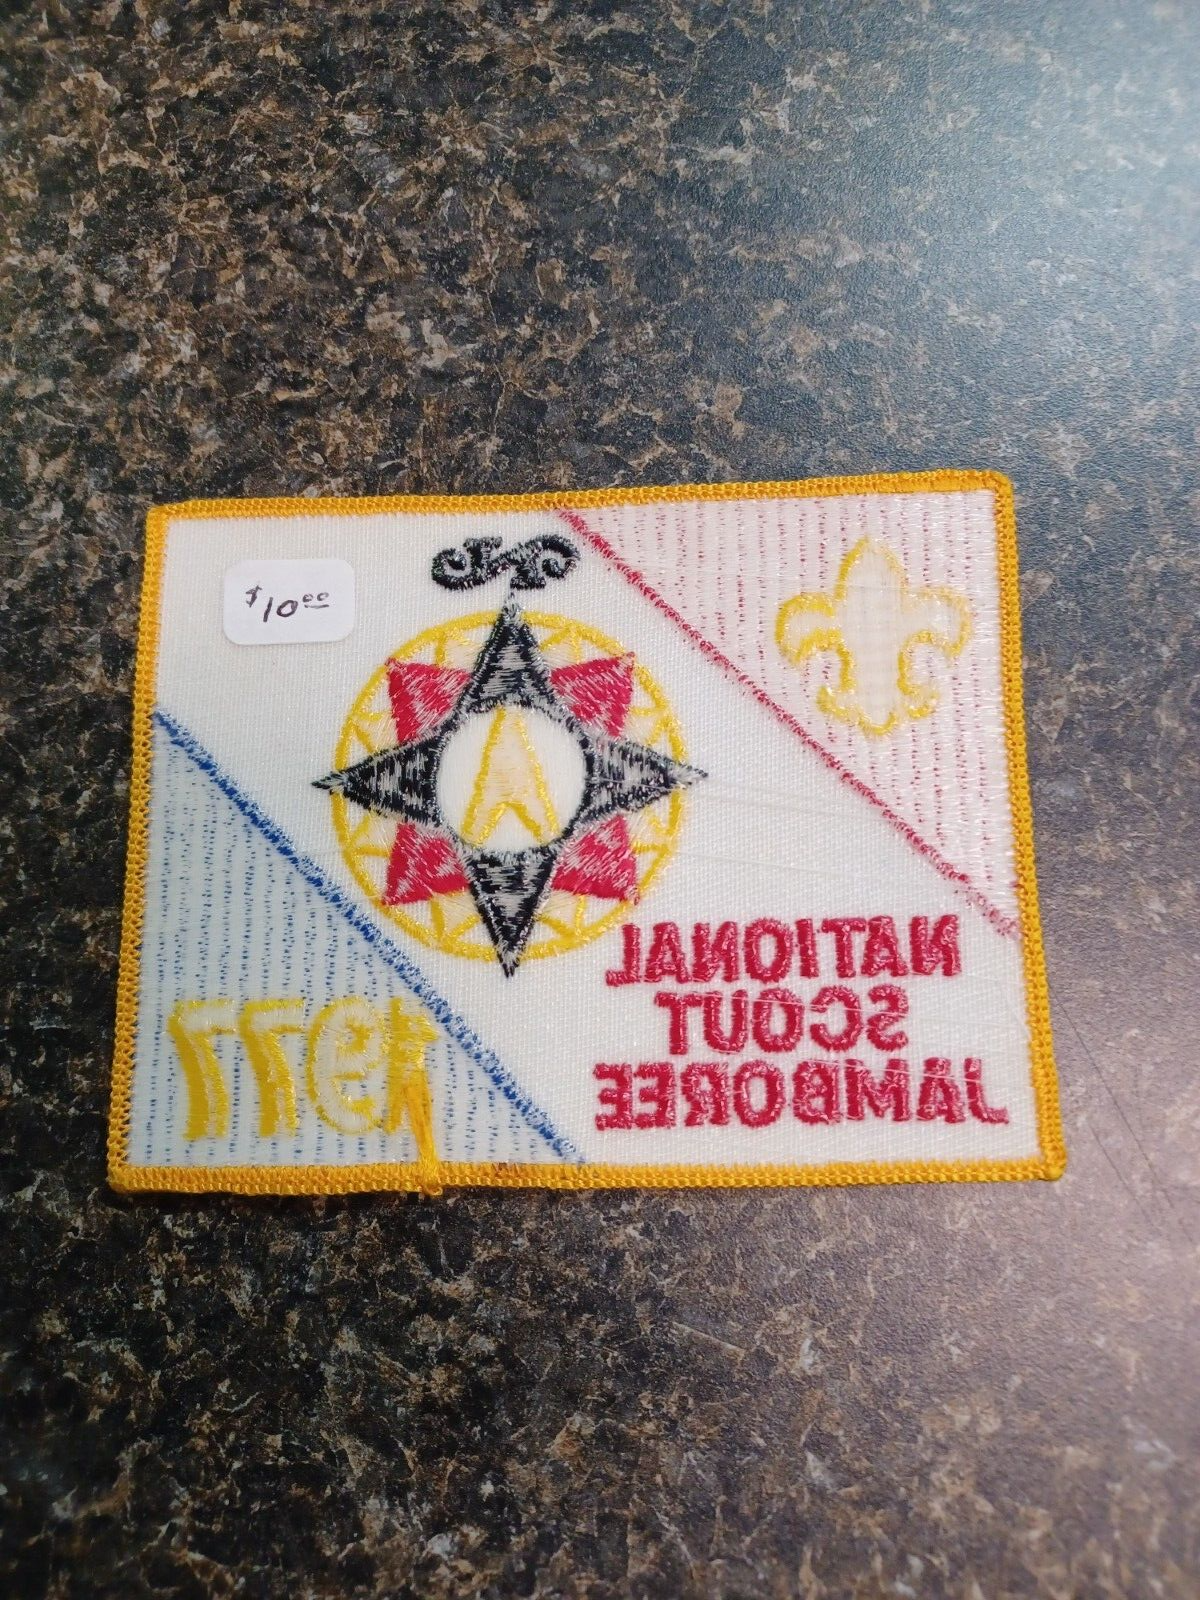 $10.00
NATIONAL
SCOUT
JAMBOREE
1977